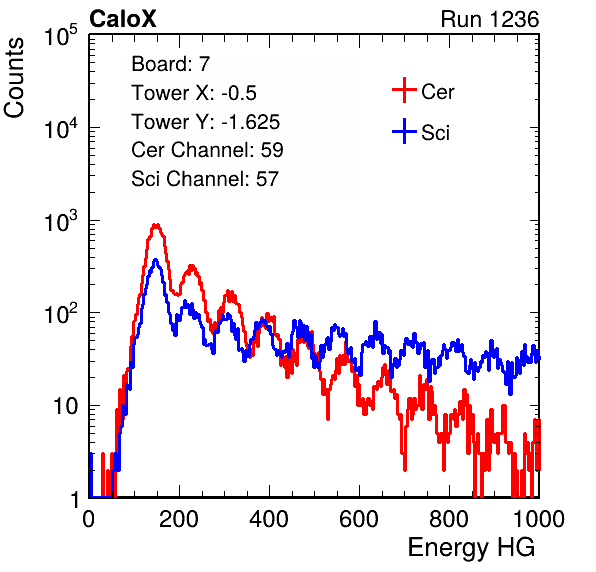 CaloX Run 1236
Counts
10^5
10^4
10^3
10^2
10
1
Board: 7
Tower X: -0.5
Tower Y: -1.625
Cer Channel: 59
Sci Channel: 57
Cer
Sci
0 200 400 600 800 1000
Energy HG